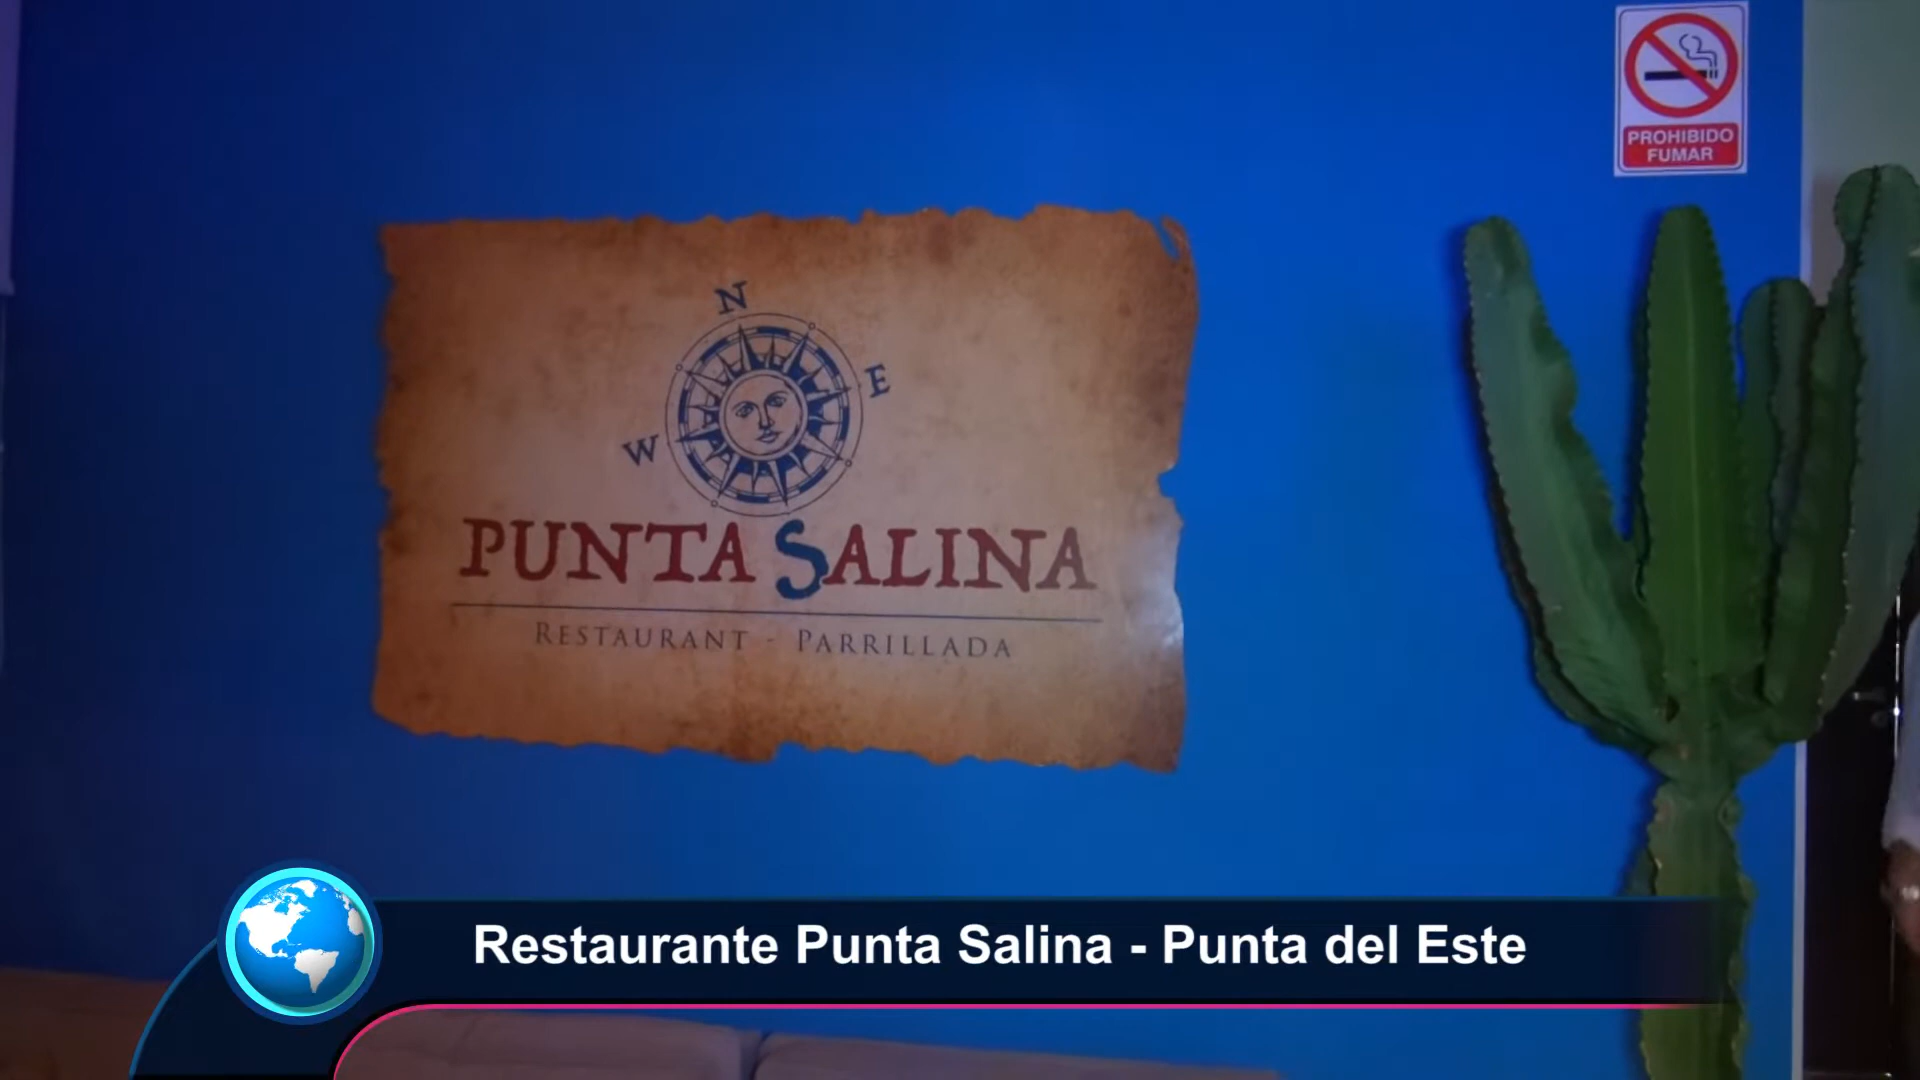 PROHIBIDO
FUMAR
N
E
W
PUNTA SALINA
RESTAURANT - PARRILLADA
Restaurante Punta Salina - Punta del Este